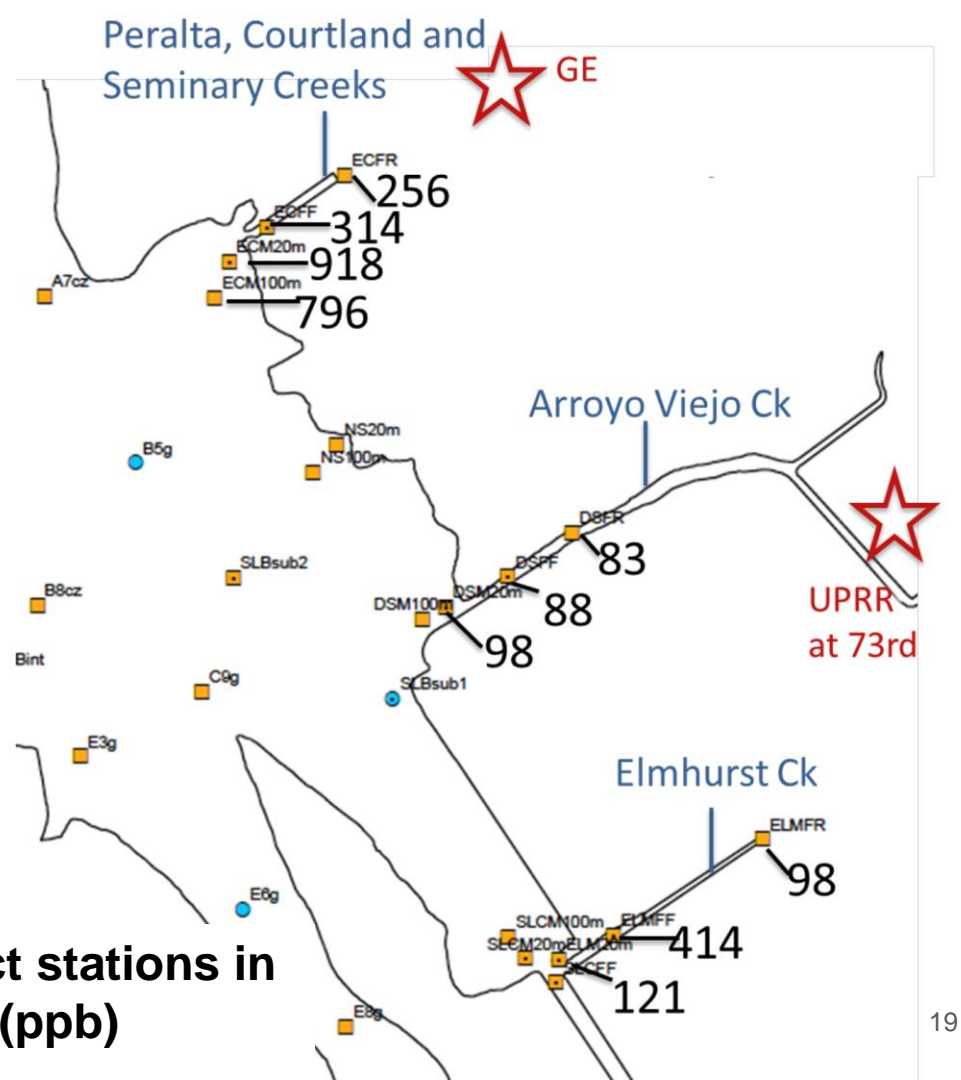 Peralta, Courtland and
Seminary Creeks
GE
ECFR
256
ECFF
314
ECM20m
918
A7cz
ECM100m
796
Arroyo Viejo Ck
NS20m
B5g
NS100m
DSFR
83
DSFF
SLBsub2
88
B8cz
DSM20m
DSM100m
98
UPRR
at 73rd
Bint
C9g
SLBsub1
E3g
Elmhurst Ck
ELMFR
98
E6g
SLCM100m
ELMFF
414
SLCM20m
ELM20m
121
E8g
ct stations in
(ppb)
19